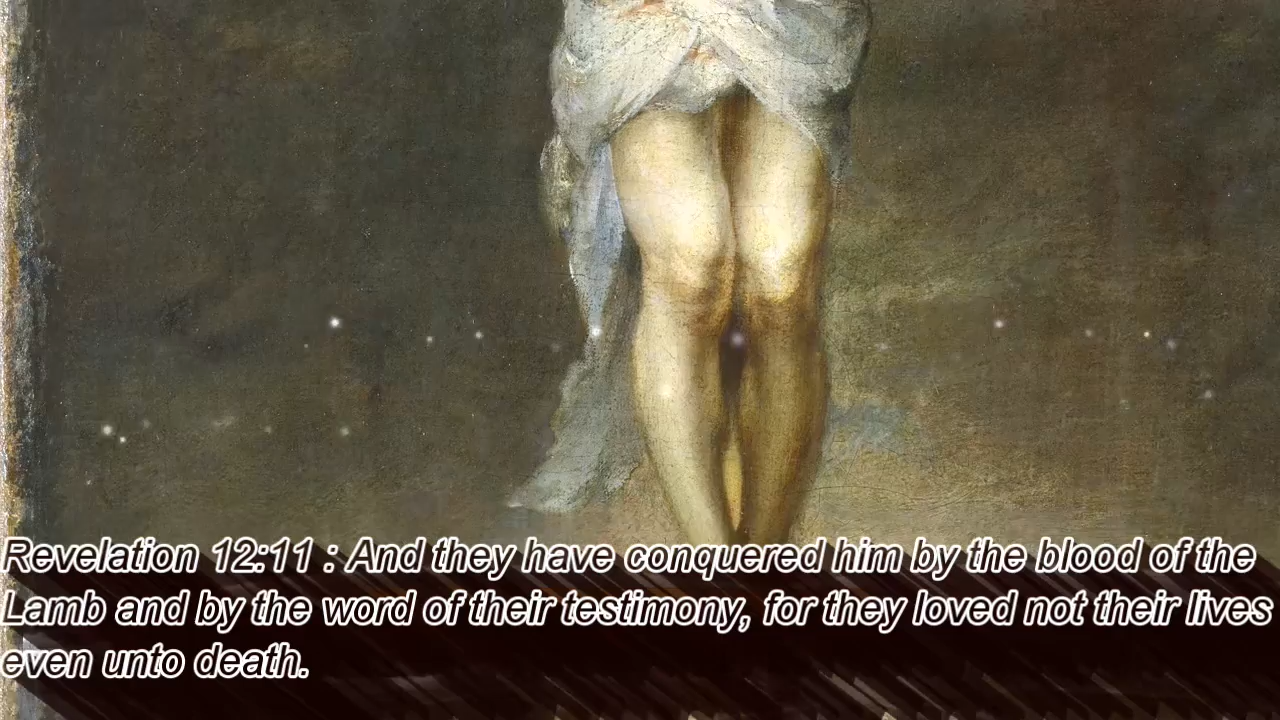 Revelation 12:11 : And they have conquered him by the blood of the
Lamb and by the word of their testimony, for they loved not their lives
even unto death.